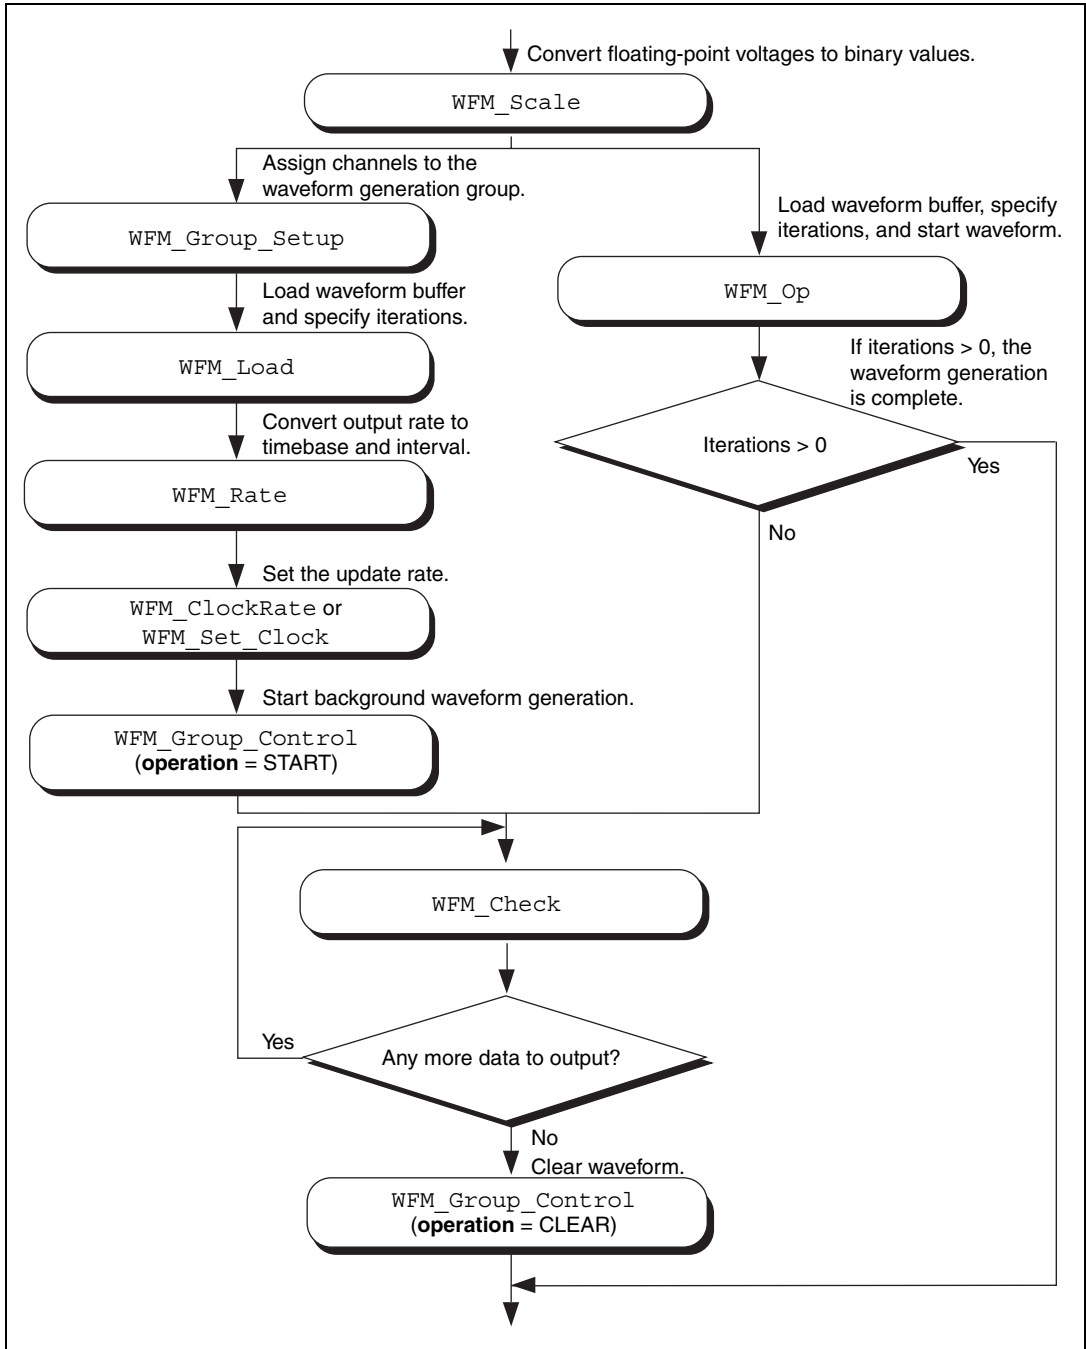 Convert floating-point voltages to binary values.
WFM_Scale
Assign channels to the
waveform generation group.
WFM_Group_Setup
Load waveform buffer
and specify iterations.
WFM_Load
Convert output rate to
timebase and interval.
WFM_Rate
Set the update rate.
WFM_ClockRate or
WFM_Set_Clock
Start background waveform generation.
WFM_Group_Control
(operation = START)
Load waveform buffer, specify
iterations, and start waveform.
WFM_Op
If iterations > 0, the
waveform generation
is complete.
Iterations > 0
Yes
No
WFM_Check
Yes
Any more data to output?
No
Clear waveform.
WFM_Group_Control
(operation = CLEAR)